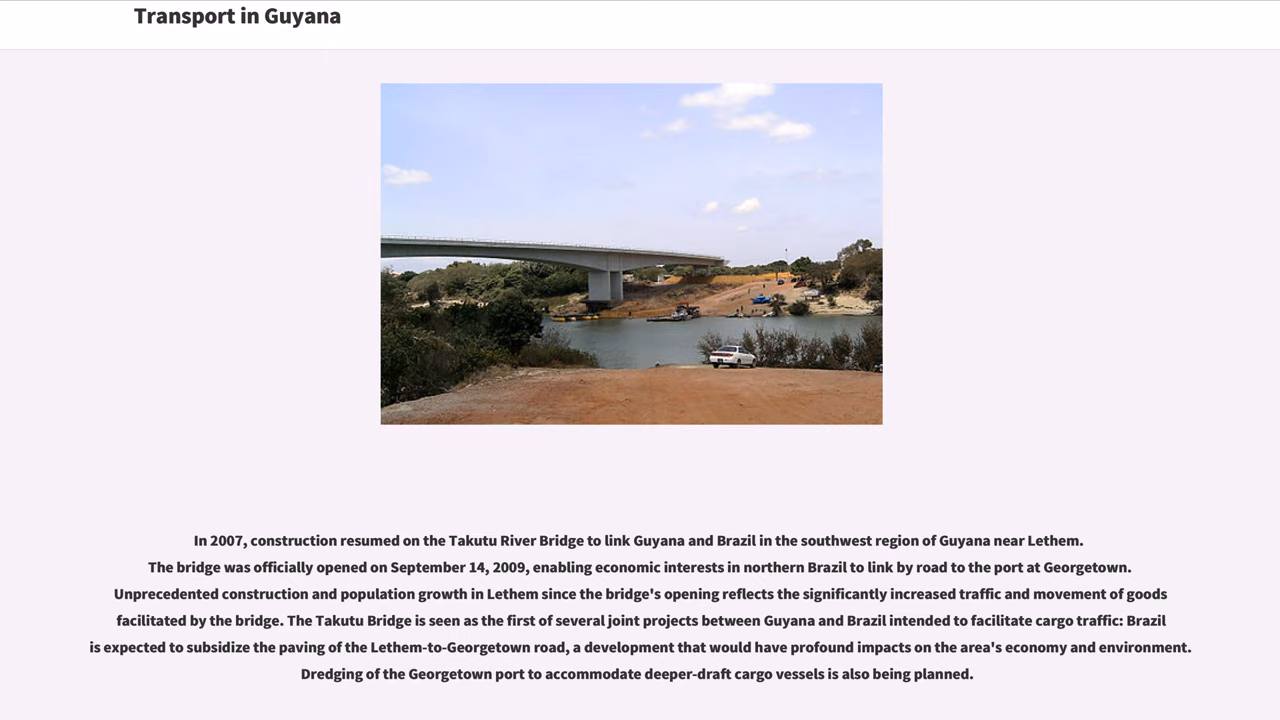 Transport in Guyana
In 2007, construction resumed on the Takutu River Bridge to link Guyana and Brazil in the southwest region of Guyana near Lethem.
The bridge was officially opened on September 14, 2009, enabling economic interests in northern Brazil to link by road to the port at Georgetown.
Unprecedented construction and population growth in Lethem since the bridge's opening reflects the significantly increased traffic and movement of goods
facilitated by the bridge. The Takutu Bridge is seen as the first of several joint projects between Guyana and Brazil intended to facilitate cargo traffic: Brazil
is expected to subsidize the paving of the Lethem-to-Georgetown road, a development that would have profound impacts on the area's economy and environment.
Dredging of the Georgetown port to accommodate deeper-draft cargo vessels is also being planned.